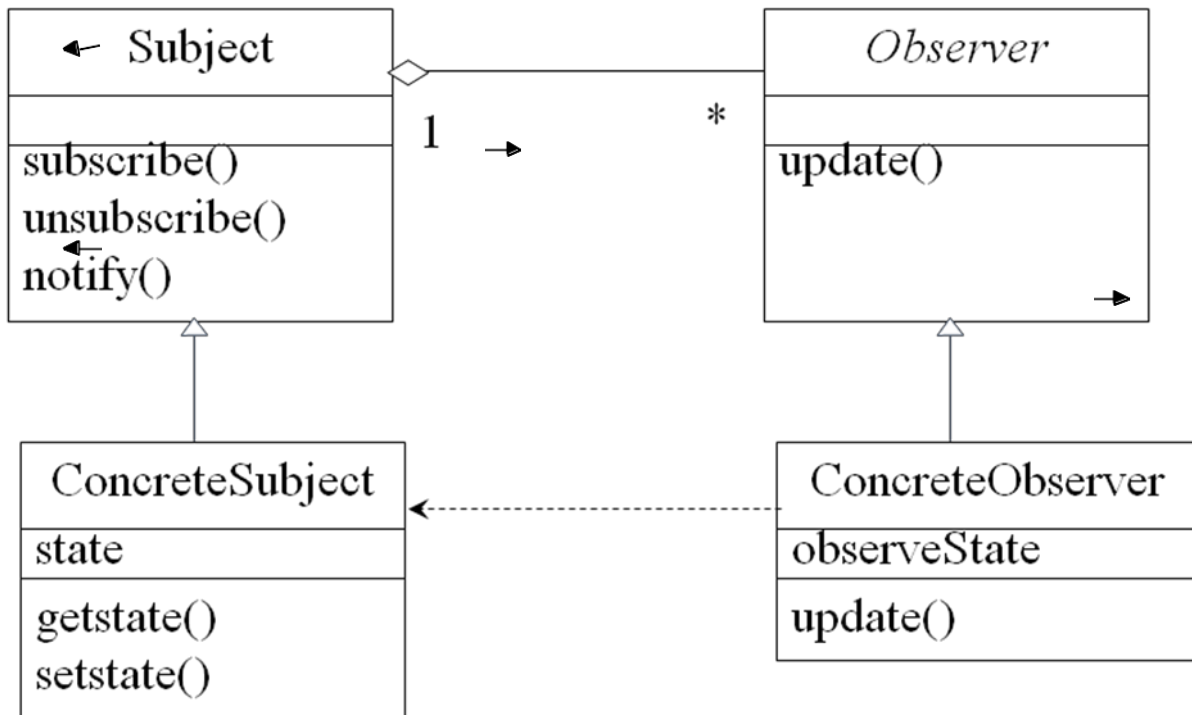 Subject
subscribe()
unsubscribe()
notify()
1
*
Observer
update()
ConcreteSubject
state
getstate()
setstate()
ConcreteObserver
observeState
update()